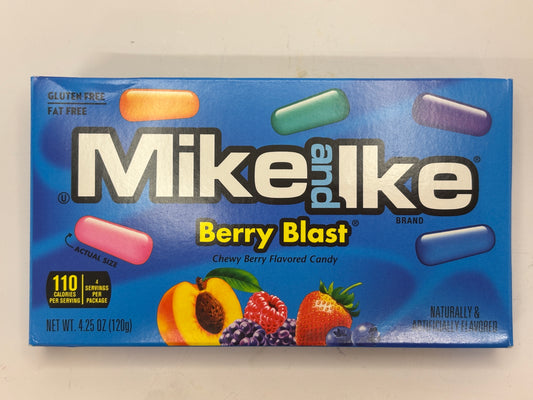 GLUTEN FREE
FAT FREE
Mike and Ike®
U
BRAND
Berry Blast®
Chewy Berry Flavored Candy
ACTUAL SIZE
110 CALORIES PER SERVING
4 SERVINGS PER PACKAGE
NET WT. 4.25 OZ (120g)
NATURALLY &
ARTIFICIALLY FLAVORED